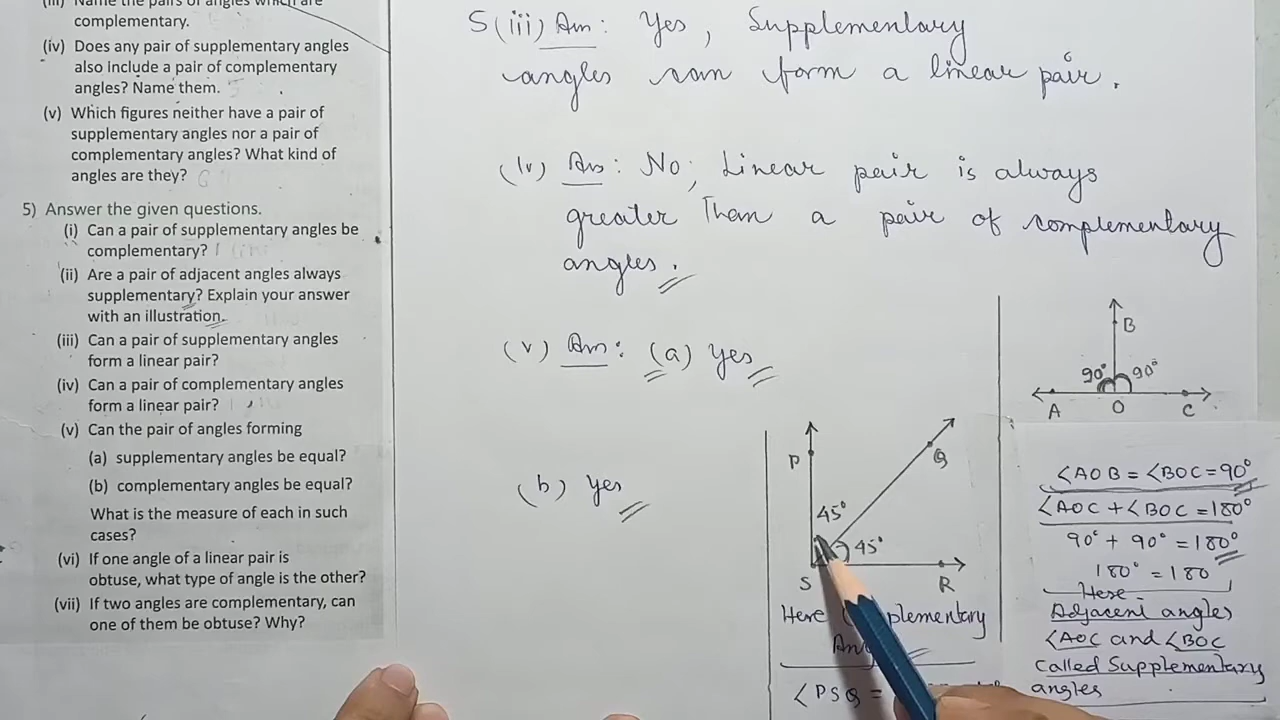 (iii) Name the pairs of angles which are
complementary.
(iv) Does any pair of supplementary angles
also include a pair of complementary
angles? Name them.
(v) Which figures neither have a pair of
supplementary angles nor a pair of
complementary angles? What kind of
angles are they?
5) Answer the given questions.
(i) Can a pair of supplementary angles be
complementary?
(ii) Are a pair of adjacent angles always
supplementary? Explain your answer
with an illustration.
(iii) Can a pair of supplementary angles
form a linear pair?
(iv) Can a pair of complementary angles
form a linear pair?
(v) Can the pair of angles forming
(a) supplementary angles be equal?
(b) complementary angles be equal?
What is the measure of each in such
cases?
(vi) If one angle of a linear pair is
obtuse, what type of angle is the other?
(vii) If two angles are complementary, can
one of them be obtuse? Why?
5(iii) Ans: Yes, Supplementary
angles can form a linear pair.
(iv) Ans: No; Linear pair is always
greater Than a pair of complementary
angles.
(v) Ans: (a) Yes
(b) Yes
P
Q
45°
45°
S
R
Here
Angles
∠PSQ =
B
90°
90°
A
O
C
∠AOB = ∠BOC = 90°
∠AOC + ∠BOC = 180°
90° + 90° = 180°
180° = 180
Here
Adjacent angles
∠AOC and ∠BOC
called Supplementary
angles